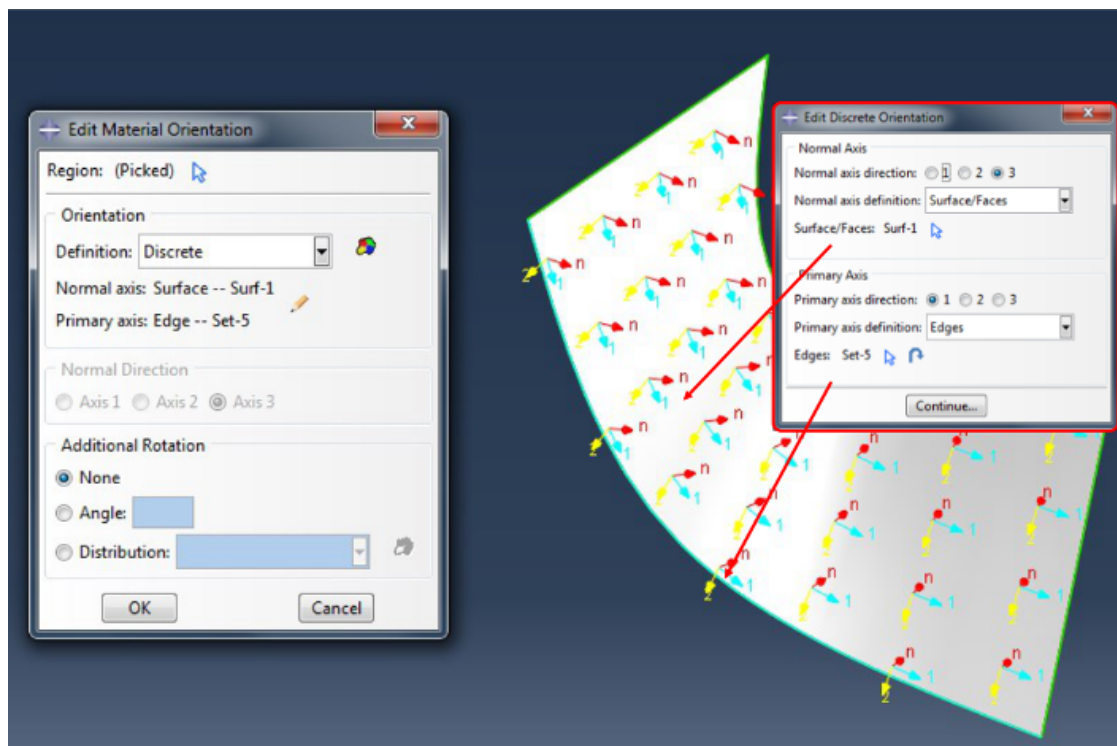 Edit Material Orientation
Region: (Picked)
Orientation
Definition: Discrete
Normal axis: Surface -- Surf-1
Primary axis: Edge -- Set-5
Normal Direction
Axis 1 Axis 2 Axis 3
Additional Rotation
None
Angle:
Distribution:
OK Cancel
Edit Discrete Orientation
Normal Axis
Normal axis direction: 1 2 3
Normal axis definition: Surface/Faces
Surface/Faces: Surf-1
Primary Axis
Primary axis direction: 1 2 3
Primary axis definition: Edges
Edges: Set-5
Continue...